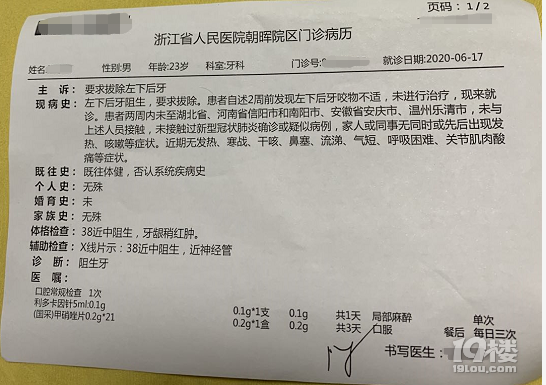 页码：1/2
浙江省人民医院朝晖院区门诊病历
姓名： 性别:男 年龄:23岁 科室:牙科 门诊号: 就诊日期:2020-06-17
主 诉：要求拔除左下后牙
现病史：左下后牙阻生，要求拔除。患者自述2周前发现左下后牙咬物不适，未进行治疗，现来就
诊。患者两周内未至湖北省、河南省信阳市和南阳市、安徽省安庆市、温州乐清市，未与
上述人员接触，未接触过新型冠状肺炎确诊或疑似病例，家人或同事无同时或先后出现发
热、咳嗽等症状。近期无发热、寒战、干咳、鼻塞、流涕、气短、呼吸困难、关节肌肉酸
痛等症状。
既往史：既往体健，否认系统疾病史
个人史：无殊
婚育史：未
家族史：无殊
体格检查：38近中阻生，牙龈稍红肿。
辅助检查：X线片示：38近中阻生，近神经管
诊 断：阻生牙
医 嘱：
口腔常规检查 1次
利多卡因针5ml:0.1g 0.1g*1支 0.1g 共1天 局部麻醉 单次
(国采)甲硝唑片0.2g*21 0.2g*1盒 0.2g 共3天 口服 餐后 每日三次
书写医生：
19楼
19lou.com